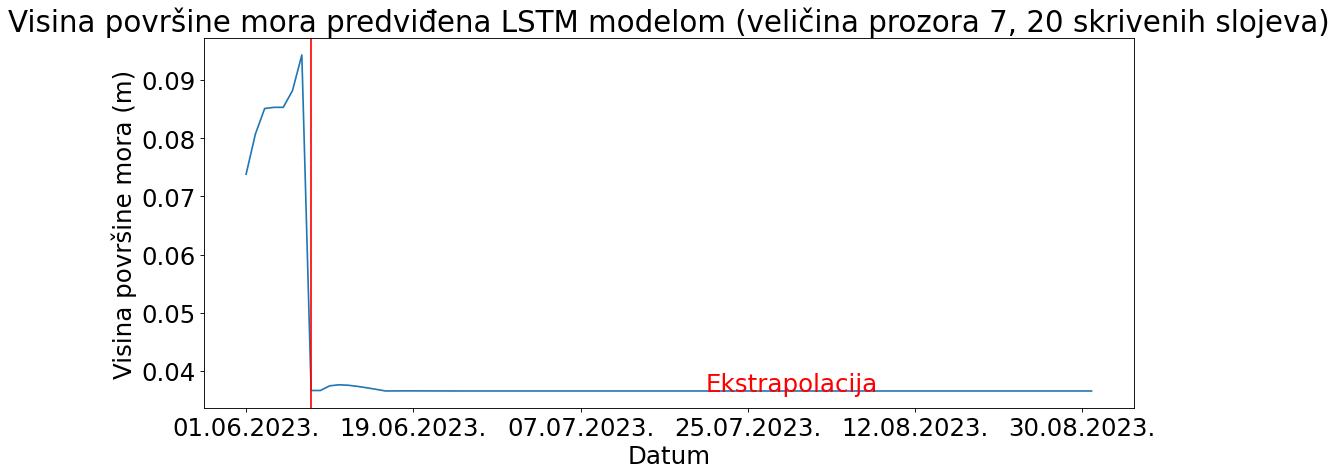 Visina površine mora predviđena LSTM modelom (veličina prozora 7, 20 skrivenih slojeva)
Visina površine mora (m)
0.09
0.08
0.07
0.06
0.05
0.04
Ekstrapolacija
01.06.2023. 19.06.2023. 07.07.2023. 25.07.2023. 12.08.2023. 30.08.2023.
Datum